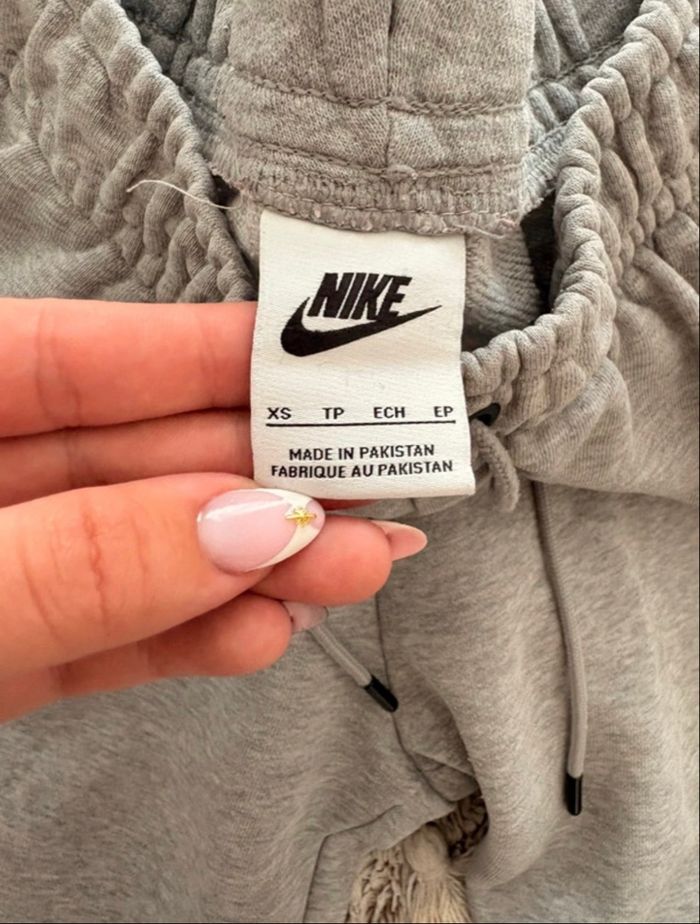 NIKE
XS TP ECH EP
MADE IN PAKISTAN
FABRIQUE AU PAKISTAN